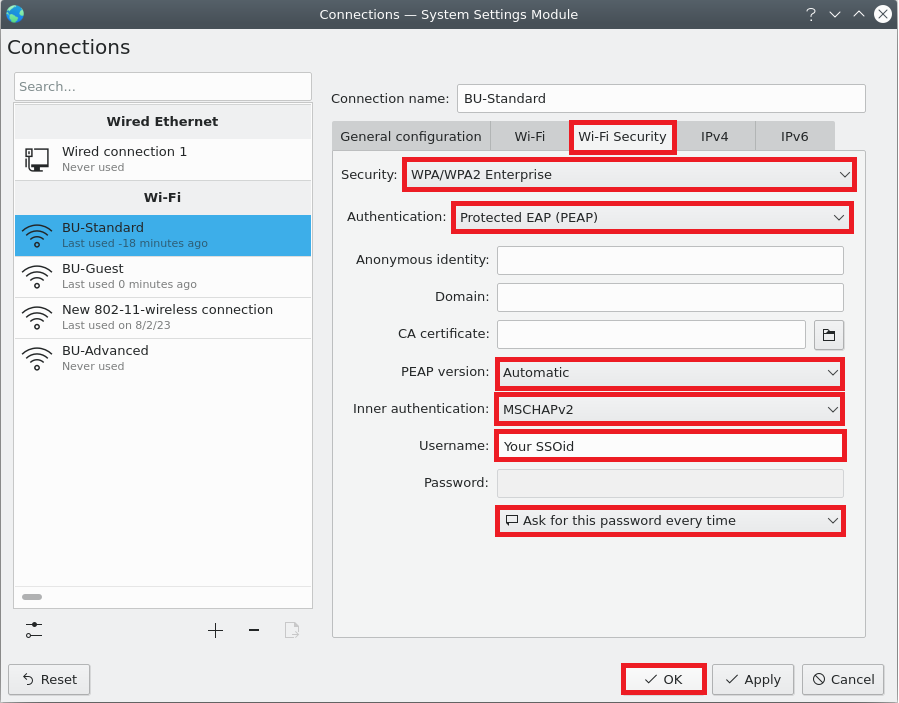 Connections — System Settings Module
Connections
Search...
Wired Ethernet
Wired connection 1
Never used
Wi-Fi
BU-Standard
Last used -18 minutes ago
BU-Guest
Last used 0 minutes ago
New 802-11-wireless connection
Last used on 8/2/23
BU-Advanced
Never used
Connection name: BU-Standard
General configuration Wi-Fi Wi-Fi Security IPv4 IPv6
Security: WPA/WPA2 Enterprise
Authentication: Protected EAP (PEAP)
Anonymous identity:
Domain:
CA certificate:
PEAP version: Automatic
Inner authentication: MSCHAPv2
Username: Your SSOid
Password:
Ask for this password every time
Reset OK Apply Cancel